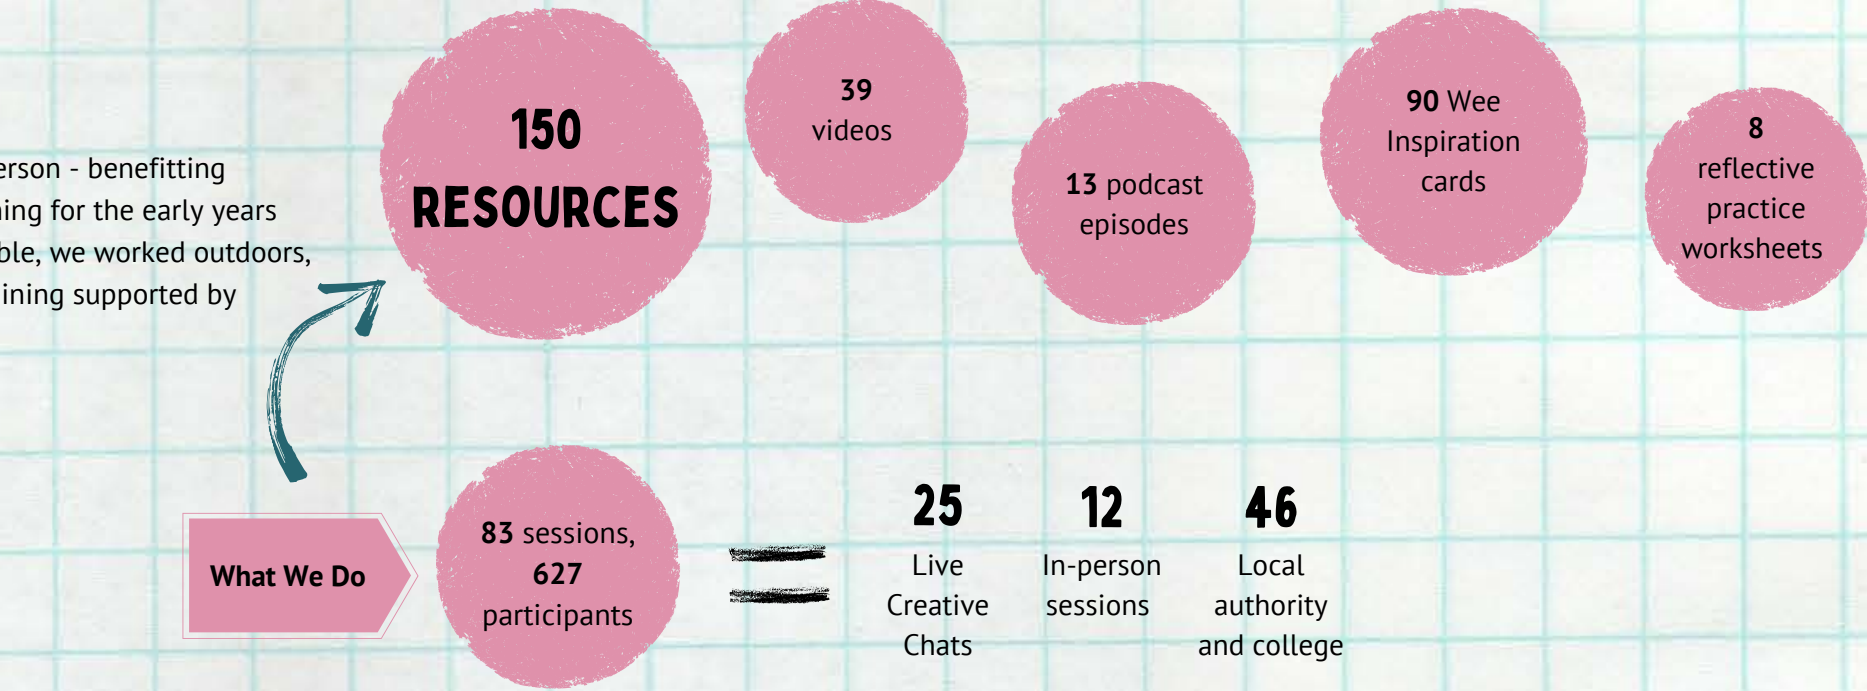 erson - benefitting
ing for the early years
ble, we worked outdoors,
ining supported by
150
RESOURCES
39
videos
13 podcast
episodes
90 Wee
Inspiration
cards
8
reflective
practice
worksheets
What We Do
83 sessions,
627
participants
25
Live
Creative
Chats
12
In-person
sessions
46
Local
authority
and college